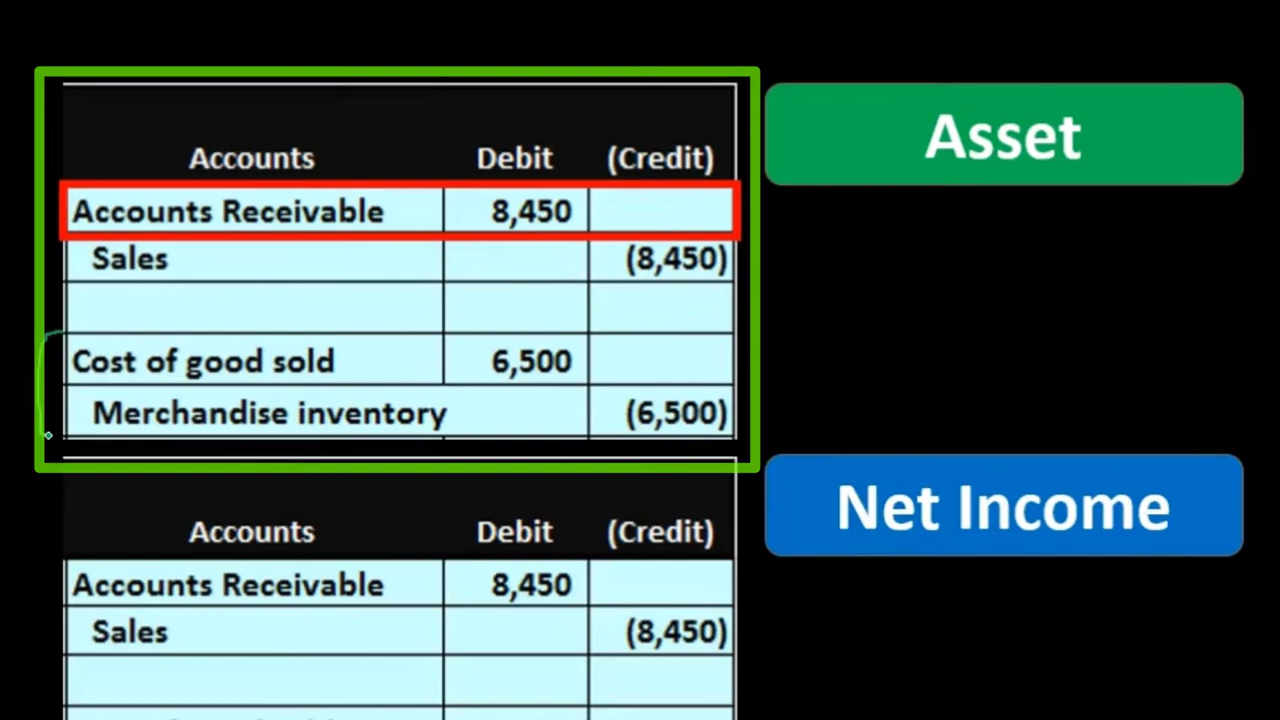 Asset
Accounts Debit (Credit)
Accounts Receivable 8,450
Sales (8,450)
Cost of good sold 6,500
Merchandise inventory (6,500)
Net Income
Accounts Debit (Credit)
Accounts Receivable 8,450
Sales (8,450)